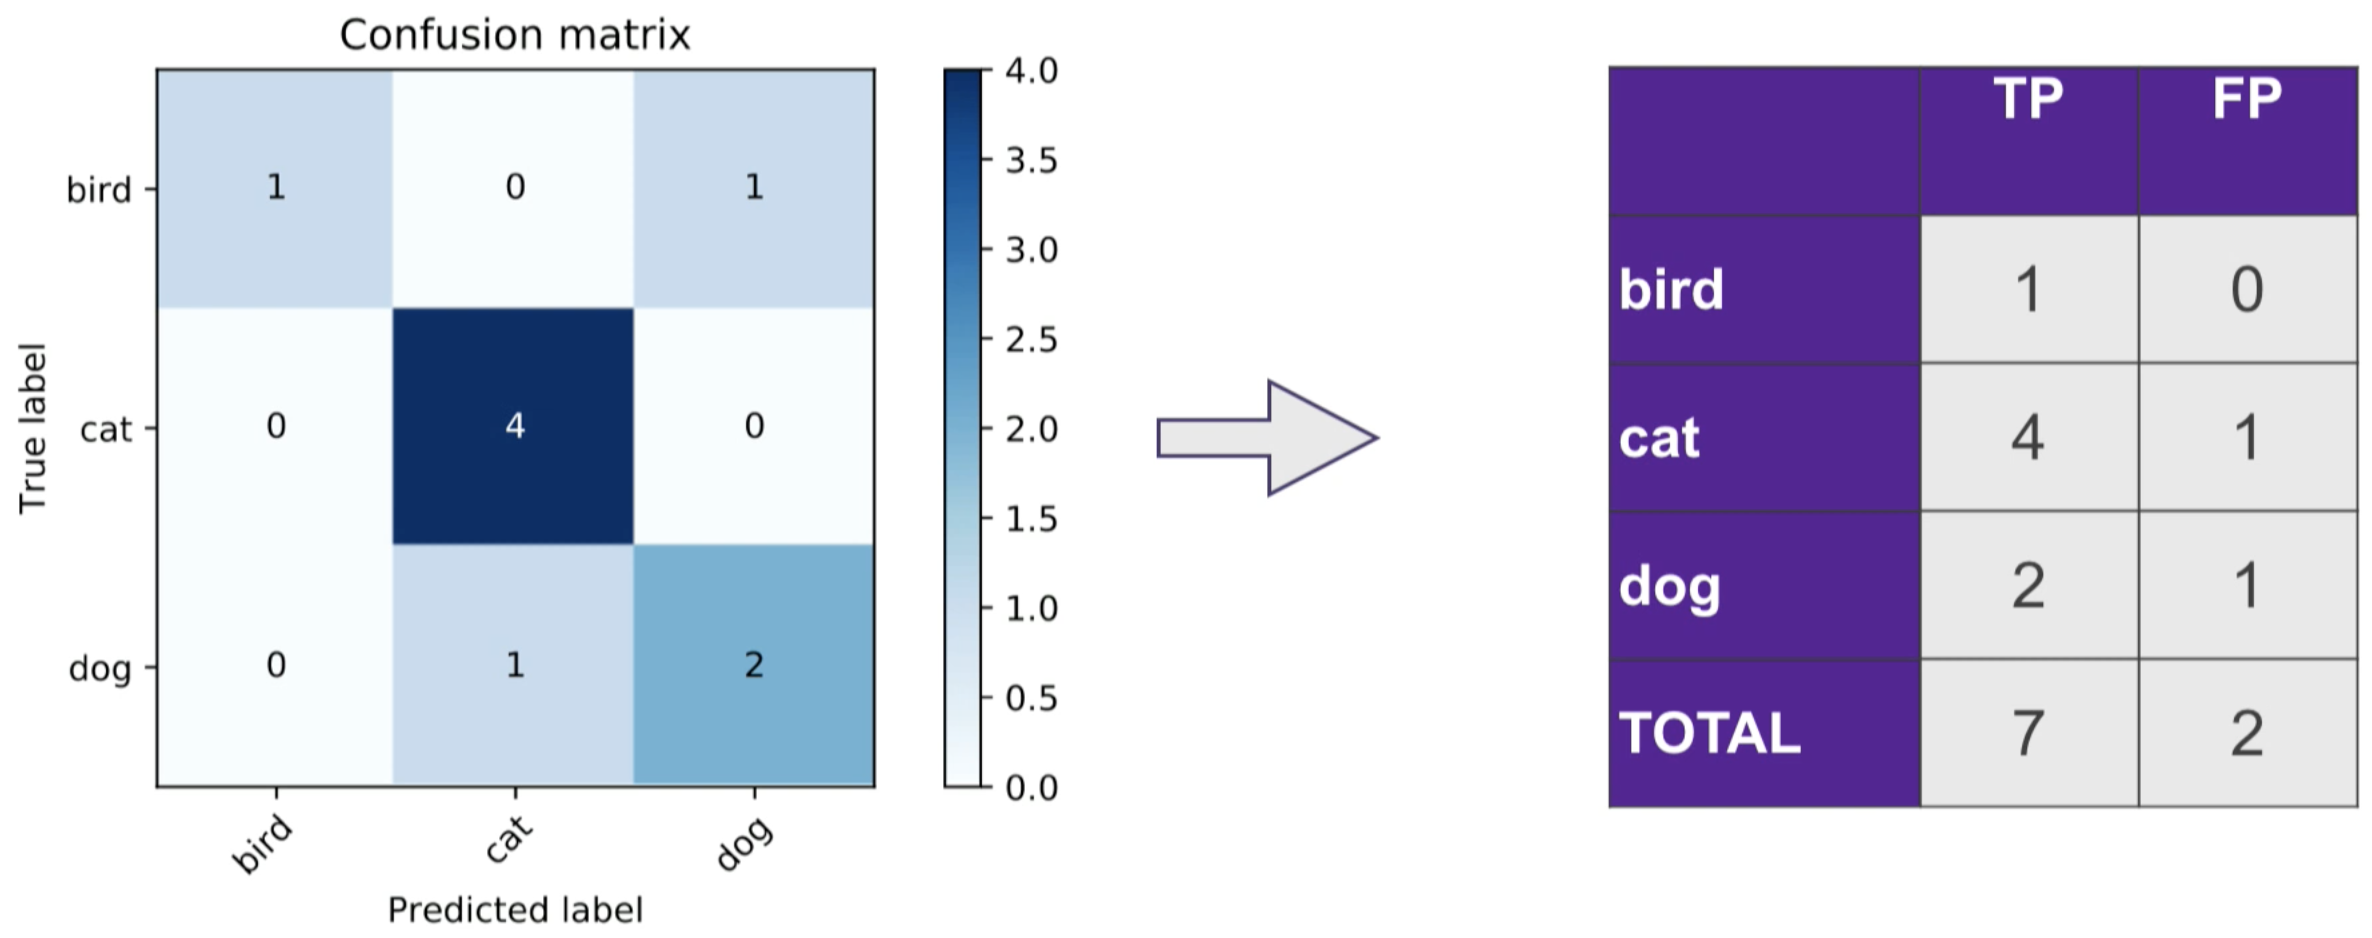 Confusion matrix
True label
bird 1 0 1
cat 0 4 0
dog 0 1 2
bird cat dog
Predicted label
4.0
3.5
3.0
2.5
2.0
1.5
1.0
0.5
0.0
TP FP
bird 1 0
cat 4 1
dog 2 1
TOTAL 7 2